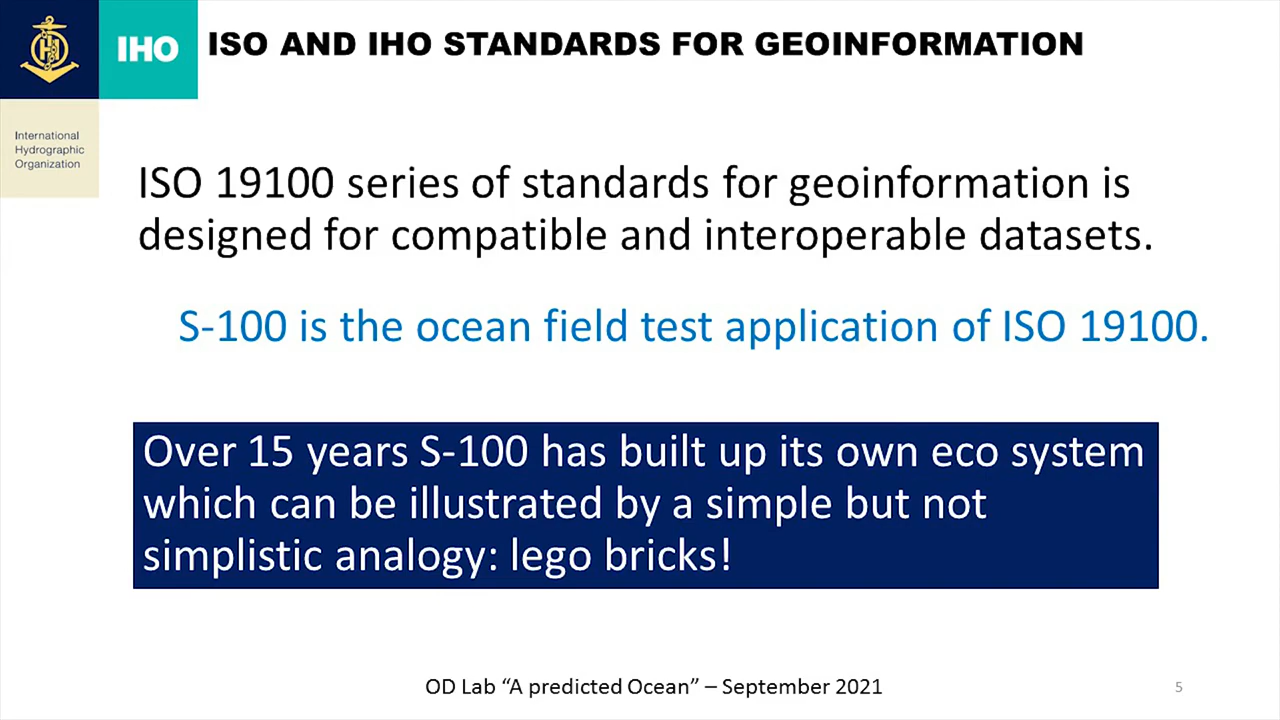 IHO
ISO AND IHO STANDARDS FOR GEOINFORMATION
International
Hydrographic
Organization
ISO 19100 series of standards for geoinformation is
designed for compatible and interoperable datasets.
S-100 is the ocean field test application of ISO 19100.
Over 15 years S-100 has built up its own eco system
which can be illustrated by a simple but not
simplistic analogy: lego bricks!
OD Lab “A predicted Ocean” – September 2021
5